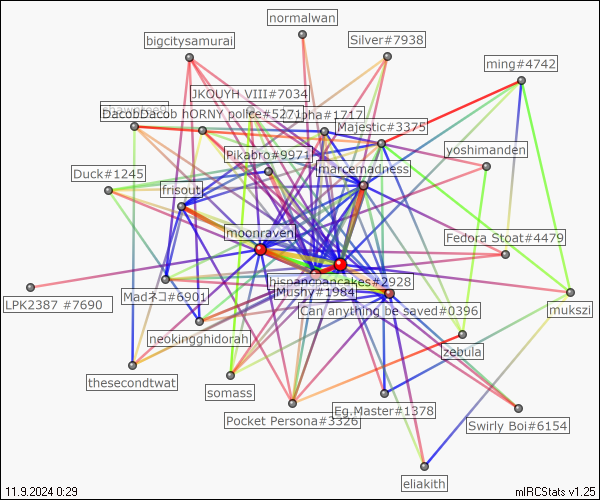 normalwan
bigcitysamurai
Silver#7938
ming#4742
JKOUYH VIII#7034
DacobDacob hORNY police#5271
#1717
Majestic#3375
yoshimanden
Pikabro#9971
marcemadness
Duck#1245
frisout
moonraven
Fedora Stoat#4479
hispanicpancakes#2928
Mushy#1984
Madネコ#6901
LPK2387 #7690
Can anything be saved#0396
mukszi
neokingghidorah
zebula
thesecondtwat
somass
Pocket Persona#3326
Eg.Master#1378
Swirly Boi#6154
eliakith
11.9.2024 0:29
mIRCStats v1.25